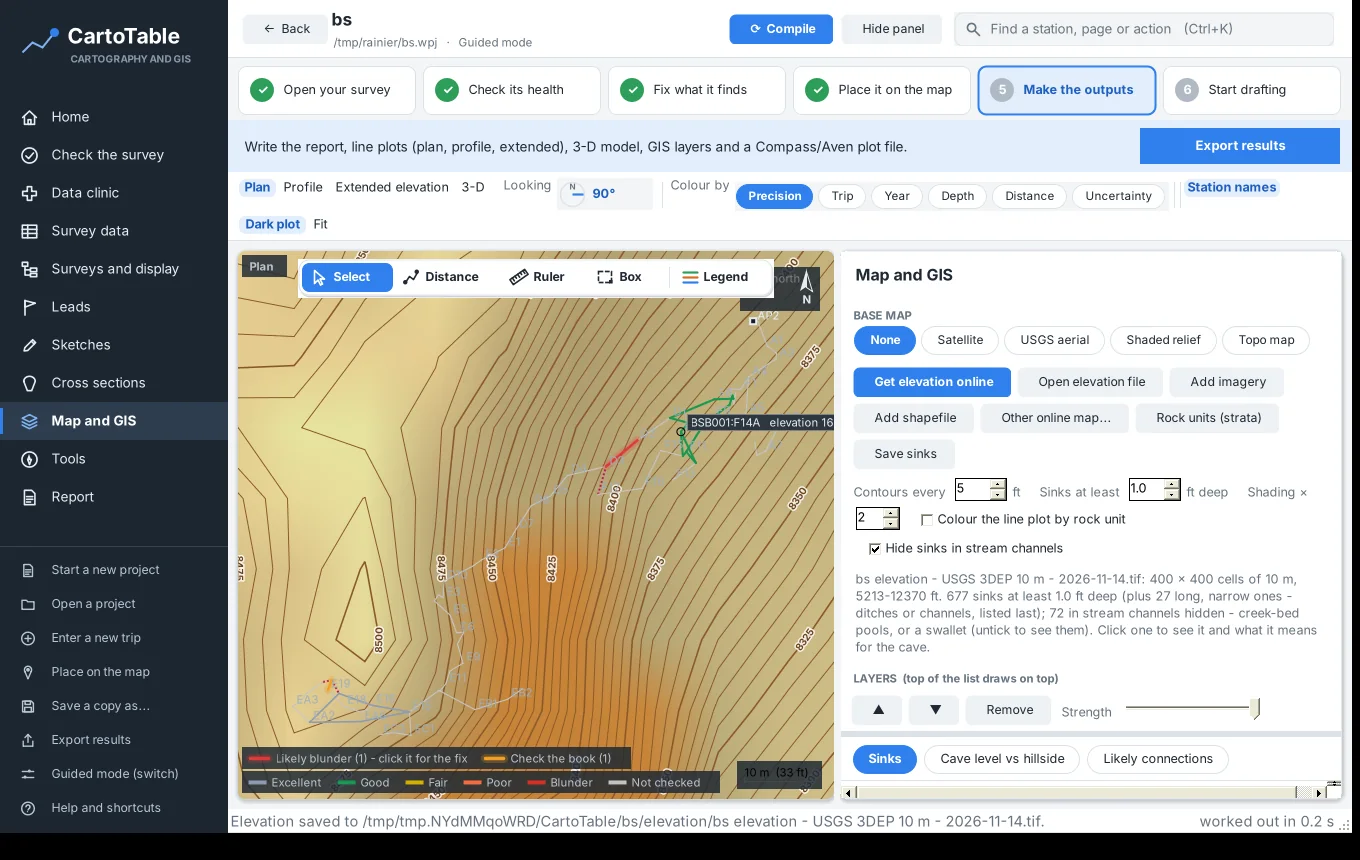 CartoTable
CARTOGRAPHY AND GIS
Home
Check the survey
Data clinic
Survey data
Surveys and display
Leads
Sketches
Cross sections
Map and GIS
Tools
Report
Start a new project
Open a project
Enter a new trip
Place on the map
Save a copy as...
Export results
Guided mode (switch)
Help and shortcuts
← Back
bs
/tmp/rainier/bs.wpj · Guided mode
⟳ Compile
Hide panel
Find a station, page or action (Ctrl+K)
Open your survey
Check its health
Fix what it finds
Place it on the map
5 Make the outputs
6 Start drafting
Write the report, line plots (plan, profile, extended), 3-D model, GIS layers and a Compass/Aven plot file.
Export results
Plan Profile Extended elevation 3-D Looking N 90° Colour by Precision Trip Year Depth Distance Uncertainty Station names
Dark plot Fit
Plan
Select Distance Ruler Box Legend
north
N
8375
BSB001:F14A elevation 16
8400
8350
8475
8450
8425
8375
8500
8325
EA3
Likely blunder (1) - click it for the fix Check the book (1)
Excellent Good Fair Poor Blunder Not checked
10 m (33 ft)
Map and GIS
BASE MAP
None Satellite USGS aerial Shaded relief Topo map
Get elevation online Open elevation file Add imagery
Add shapefile Other online map... Rock units (strata)
Save sinks
Contours every 5 ft Sinks at least 1.0 ft deep Shading ×
2 Colour the line plot by rock unit
Hide sinks in stream channels
bs elevation - USGS 3DEP 10 m - 2026-11-14.tif: 400 × 400 cells of 10 m,
5213-12370 ft. 677 sinks at least 1.0 ft deep (plus 27 long, narrow ones -
ditches or channels, listed last); 72 in stream channels hidden - creek-bed
pools, or a swallet (untick to see them). Click one to see it and what it means
for the cave.
LAYERS (top of the list draws on top)
▲ ▼ Remove Strength
Sinks Cave level vs hillside Likely connections
Elevation saved to /tmp/tmp.NYdMMqoWRD/CartoTable/bs/elevation/bs elevation - USGS 3DEP 10 m - 2026-11-14.tif.
worked out in 0.2 s